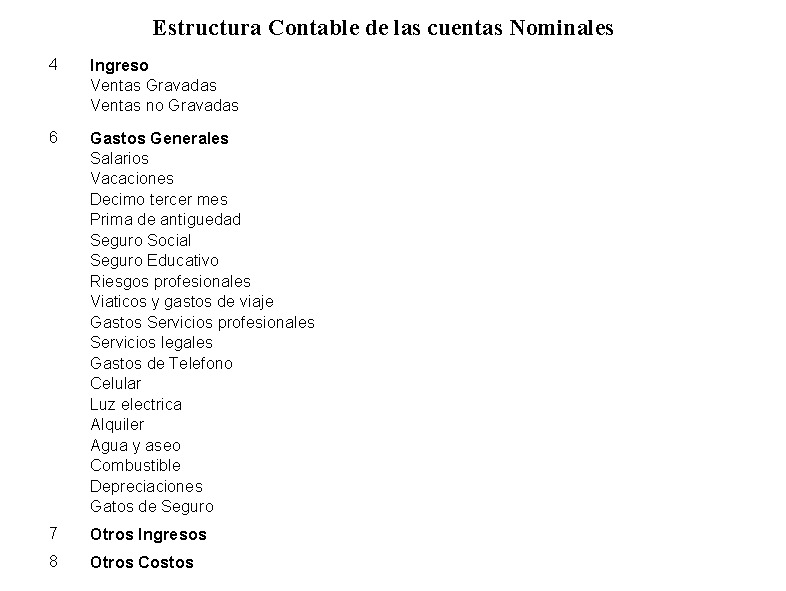 Estructura Contable de las cuentas Nominales
4 Ingreso
Ventas Gravadas
Ventas no Gravadas
6 Gastos Generales
Salarios
Vacaciones
Decimo tercer mes
Prima de antiguedad
Seguro Social
Seguro Educativo
Riesgos profesionales
Viaticos y gastos de viaje
Gastos Servicios profesionales
Servicios legales
Gastos de Telefono
Celular
Luz electrica
Alquiler
Agua y aseo
Combustible
Depreciaciones
Gatos de Seguro
7 Otros Ingresos
8 Otros Costos